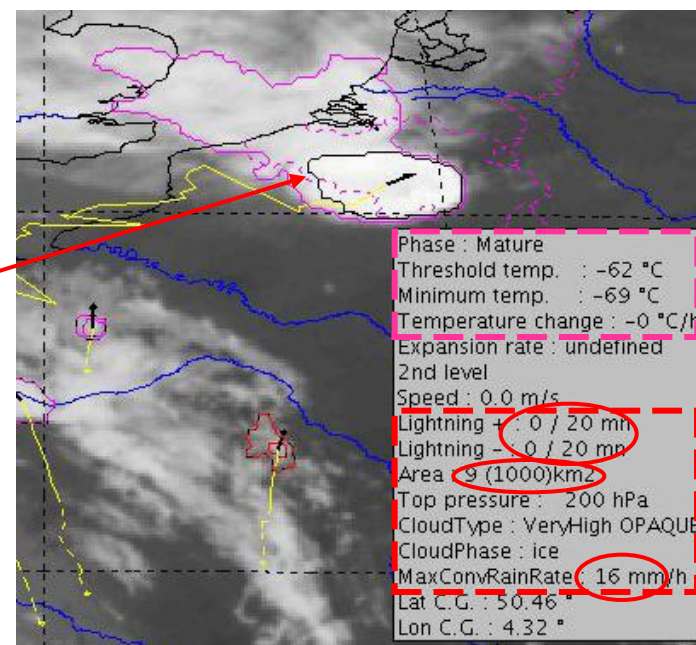 Phase : Mature
Threshold temp. : -62 °C
Minimum temp. : -69 °C
Temperature change : -0 °C/h
Expansion rate : undefined
2nd level
Speed : 0.0 m/s
Lightning + : 0 / 20 mn
Lightning - : 0 / 20 mn
Area : 9 (1000)km2
Top pressure : 200 hPa
CloudType : VeryHigh OPAQUE
CloudPhase : ice
MaxConvRainRate : 16 mm/h
Lat C.G. : 50.46 °
Lon C.G. : 4.32 °